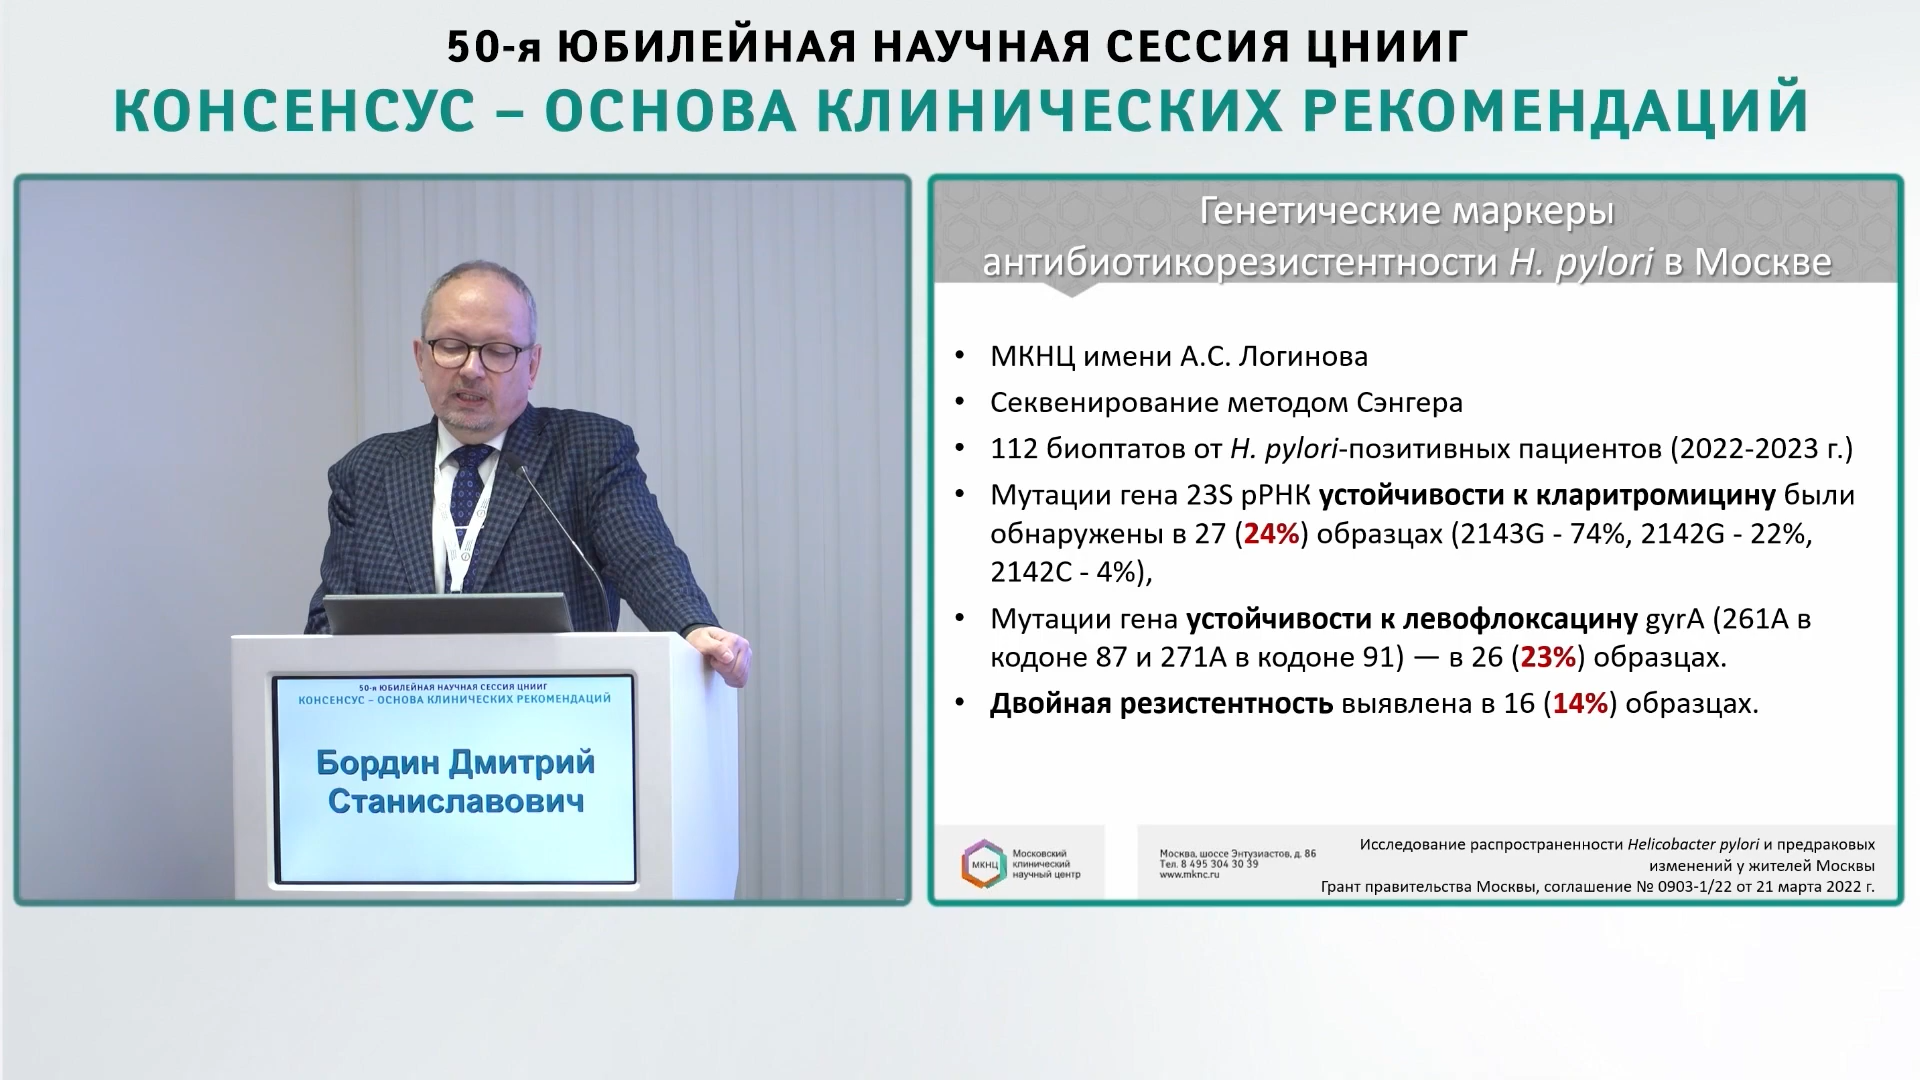 50-я ЮБИЛЕЙНАЯ НАУЧНАЯ СЕССИЯ ЦНИИГ
КОНСЕНСУС – ОСНОВА КЛИНИЧЕСКИХ РЕКОМЕНДАЦИЙ
50-я ЮБИЛЕЙНАЯ НАУЧНАЯ СЕССИЯ ЦНИИГ
КОНСЕНСУС – ОСНОВА КЛИНИЧЕСКИХ РЕКОМЕНДАЦИЙ
Бордин Дмитрий
Станиславович
Генетические маркеры
антибиотикорезистентности H. pylori в Москве
• МКНЦ имени А.С. Логинова
• Секвенирование методом Сэнгера
• 112 биоптатов от H. pylori-позитивных пациентов (2022-2023 г.)
• Мутации гена 23S рРНК устойчивости к кларитромицину были
обнаружены в 27 (24%) образцах (2143G - 74%, 2142G - 22%,
2142C - 4%),
• Мутации гена устойчивости к левофлоксацину gyrA (261A в
кодоне 87 и 271A в кодоне 91) — в 26 (23%) образцах.
• Двойная резистентность выявлена в 16 (14%) образцах.
МКНЦ
Московский
клинический
научный центр
Москва, шоссе Энтузиастов, д. 86
Тел. 8 495 304 30 39
www.mknc.ru
Исследование распространенности Helicobacter pylori и предраковых
изменений у жителей Москвы
Грант правительства Москвы, соглашение № 0903-1/22 от 21 марта 2022 г.